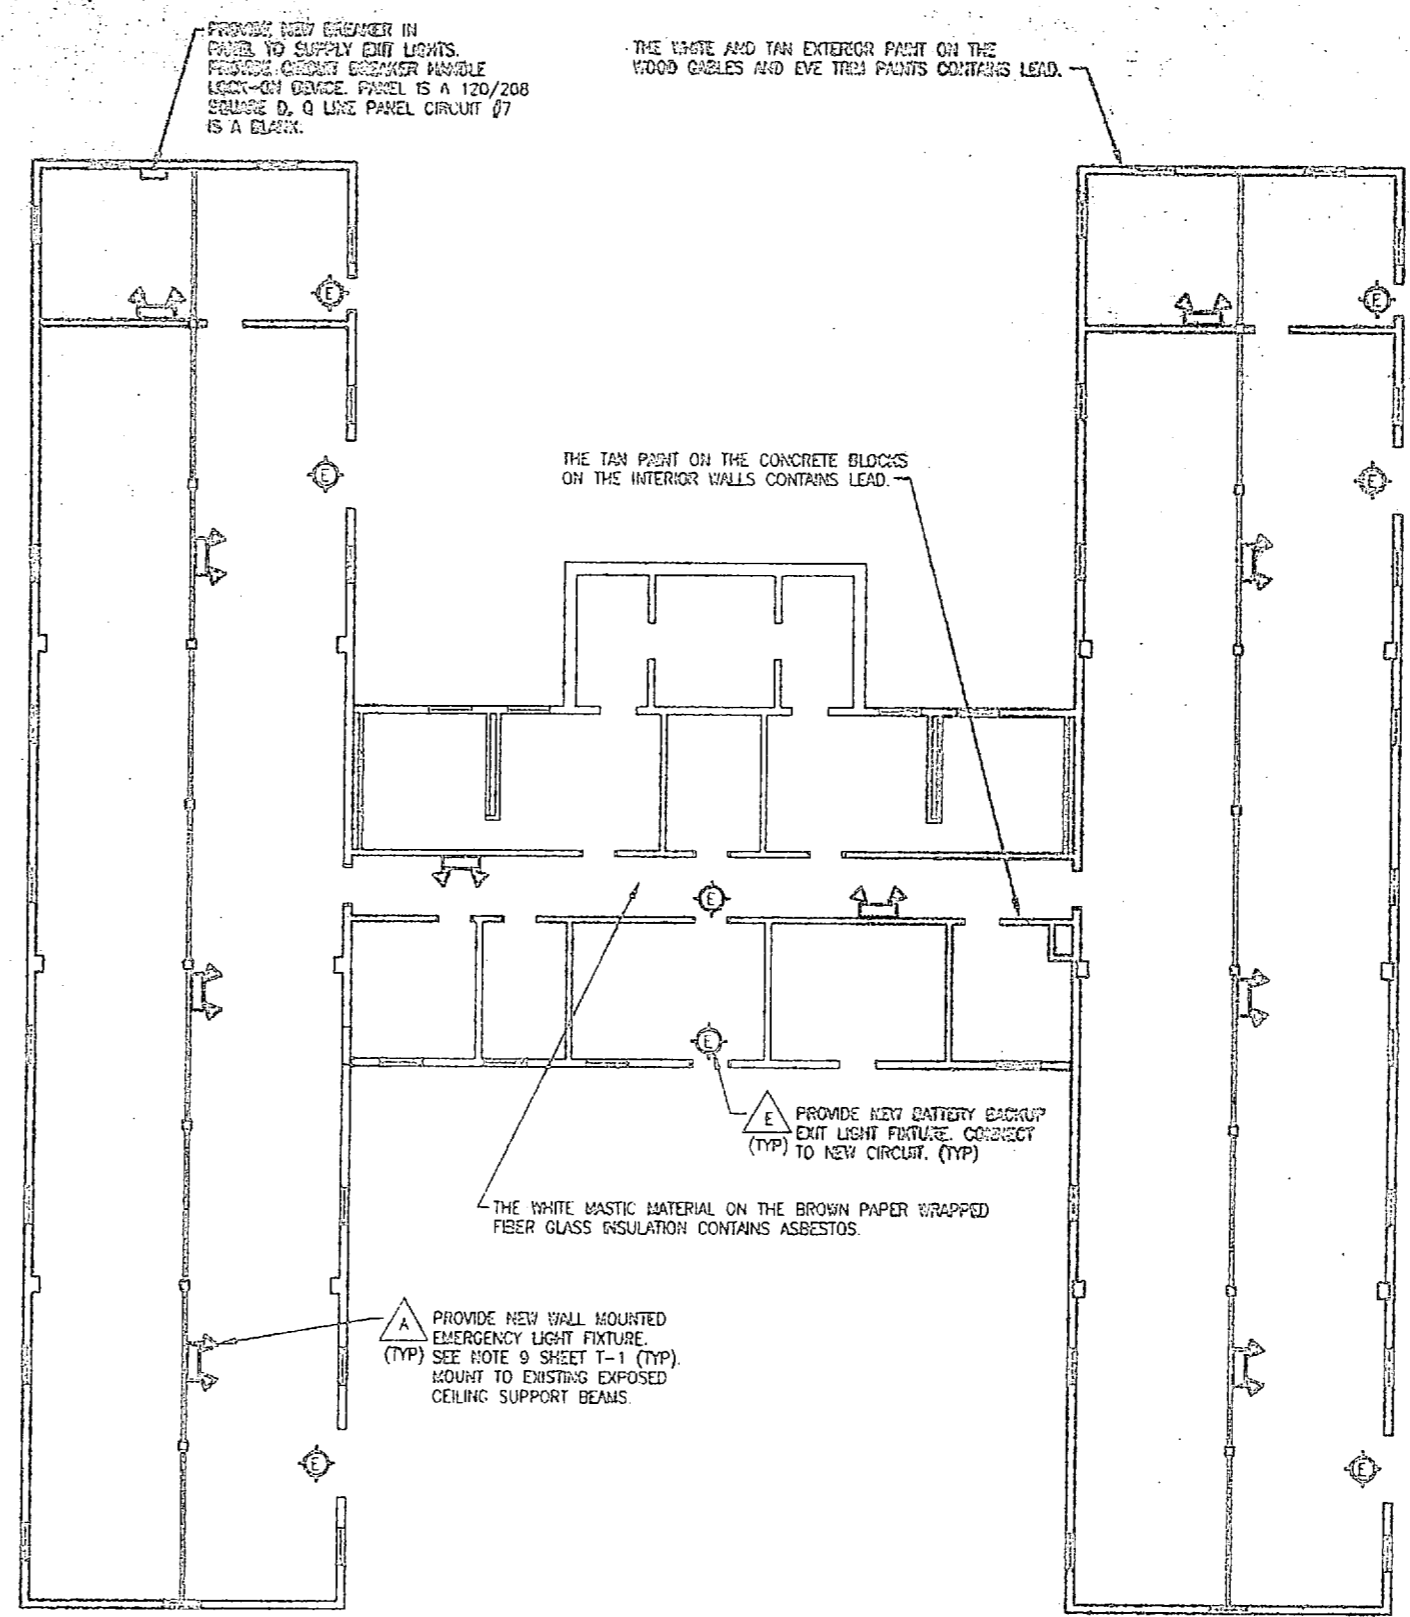 PROVIDE NEW BREAKER IN
PANEL TO SUPPLY EXIT LIGHTS.
PROVIDE CIRCUIT BREAKER HANDLE
LOCK-ON DEVICE. PANEL IS A 120/208
SQUARE D, Q LINE PANEL CIRCUIT #7
IS A BLANK.
THE WHITE AND TAN EXTERIOR PAINT ON THE
WOOD GABLES AND EVE TRIM PAINTS CONTAINS LEAD.
E
E
E
E
THE TAN PAINT ON THE CONCRETE BLOCKS
ON THE INTERIOR WALLS CONTAINS LEAD.
E
E
E
(TYP)
PROVIDE NEW BATTERY BACKUP
EXIT LIGHT FIXTURE. CONNECT
TO NEW CIRCUIT. (TYP)
THE WHITE MASTIC MATERIAL ON THE BROWN PAPER WRAPPED
FIBER GLASS INSULATION CONTAINS ASBESTOS.
A
(TYP)
PROVIDE NEW WALL MOUNTED
EMERGENCY LIGHT FIXTURE.
SEE NOTE 9 SHEET T-1 (TYP).
MOUNT TO EXISTING EXPOSED
CEILING SUPPORT BEAMS.
E
E